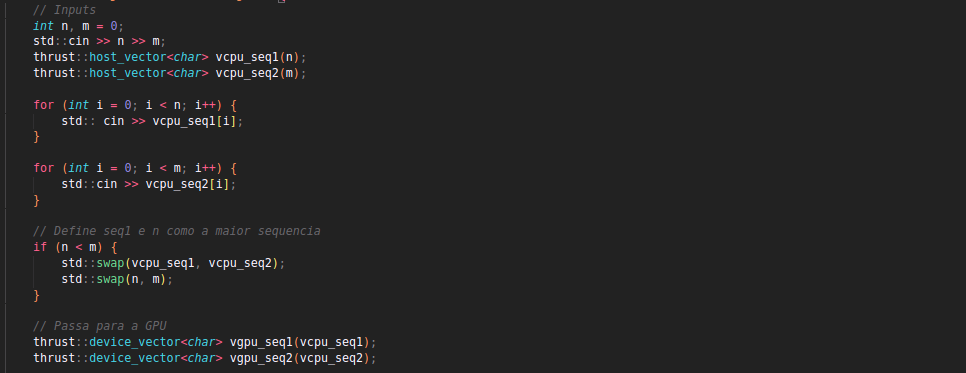 // Inputs
int n, m = 0;
std::cin >> n >> m;
thrust::host_vector<char> vcpu_seq1(n);
thrust::host_vector<char> vcpu_seq2(m);
for (int i = 0; i < n; i++) {
std:: cin >> vcpu_seq1[i];
}
for (int i = 0; i < m; i++) {
std::cin >> vcpu_seq2[i];
}
// Define seq1 e n como a maior sequencia
if (n < m) {
std::swap(vcpu_seq1, vcpu_seq2);
std::swap(n, m);
}
// Passa para a GPU
thrust::device_vector<char> vgpu_seq1(vcpu_seq1);
thrust::device_vector<char> vgpu_seq2(vcpu_seq2);